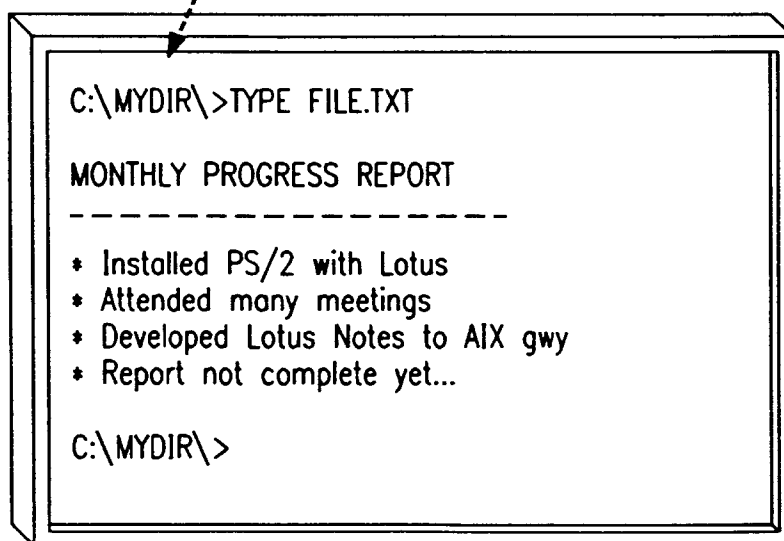 C:\MYDIR\>TYPE FILE.TXT
MONTHLY PROGRESS REPORT
-------------------
* Installed PS/2 with Lotus
* Attended many meetings
* Developed Lotus Notes to AIX gwy
* Report not complete yet...
C:\MYDIR\>